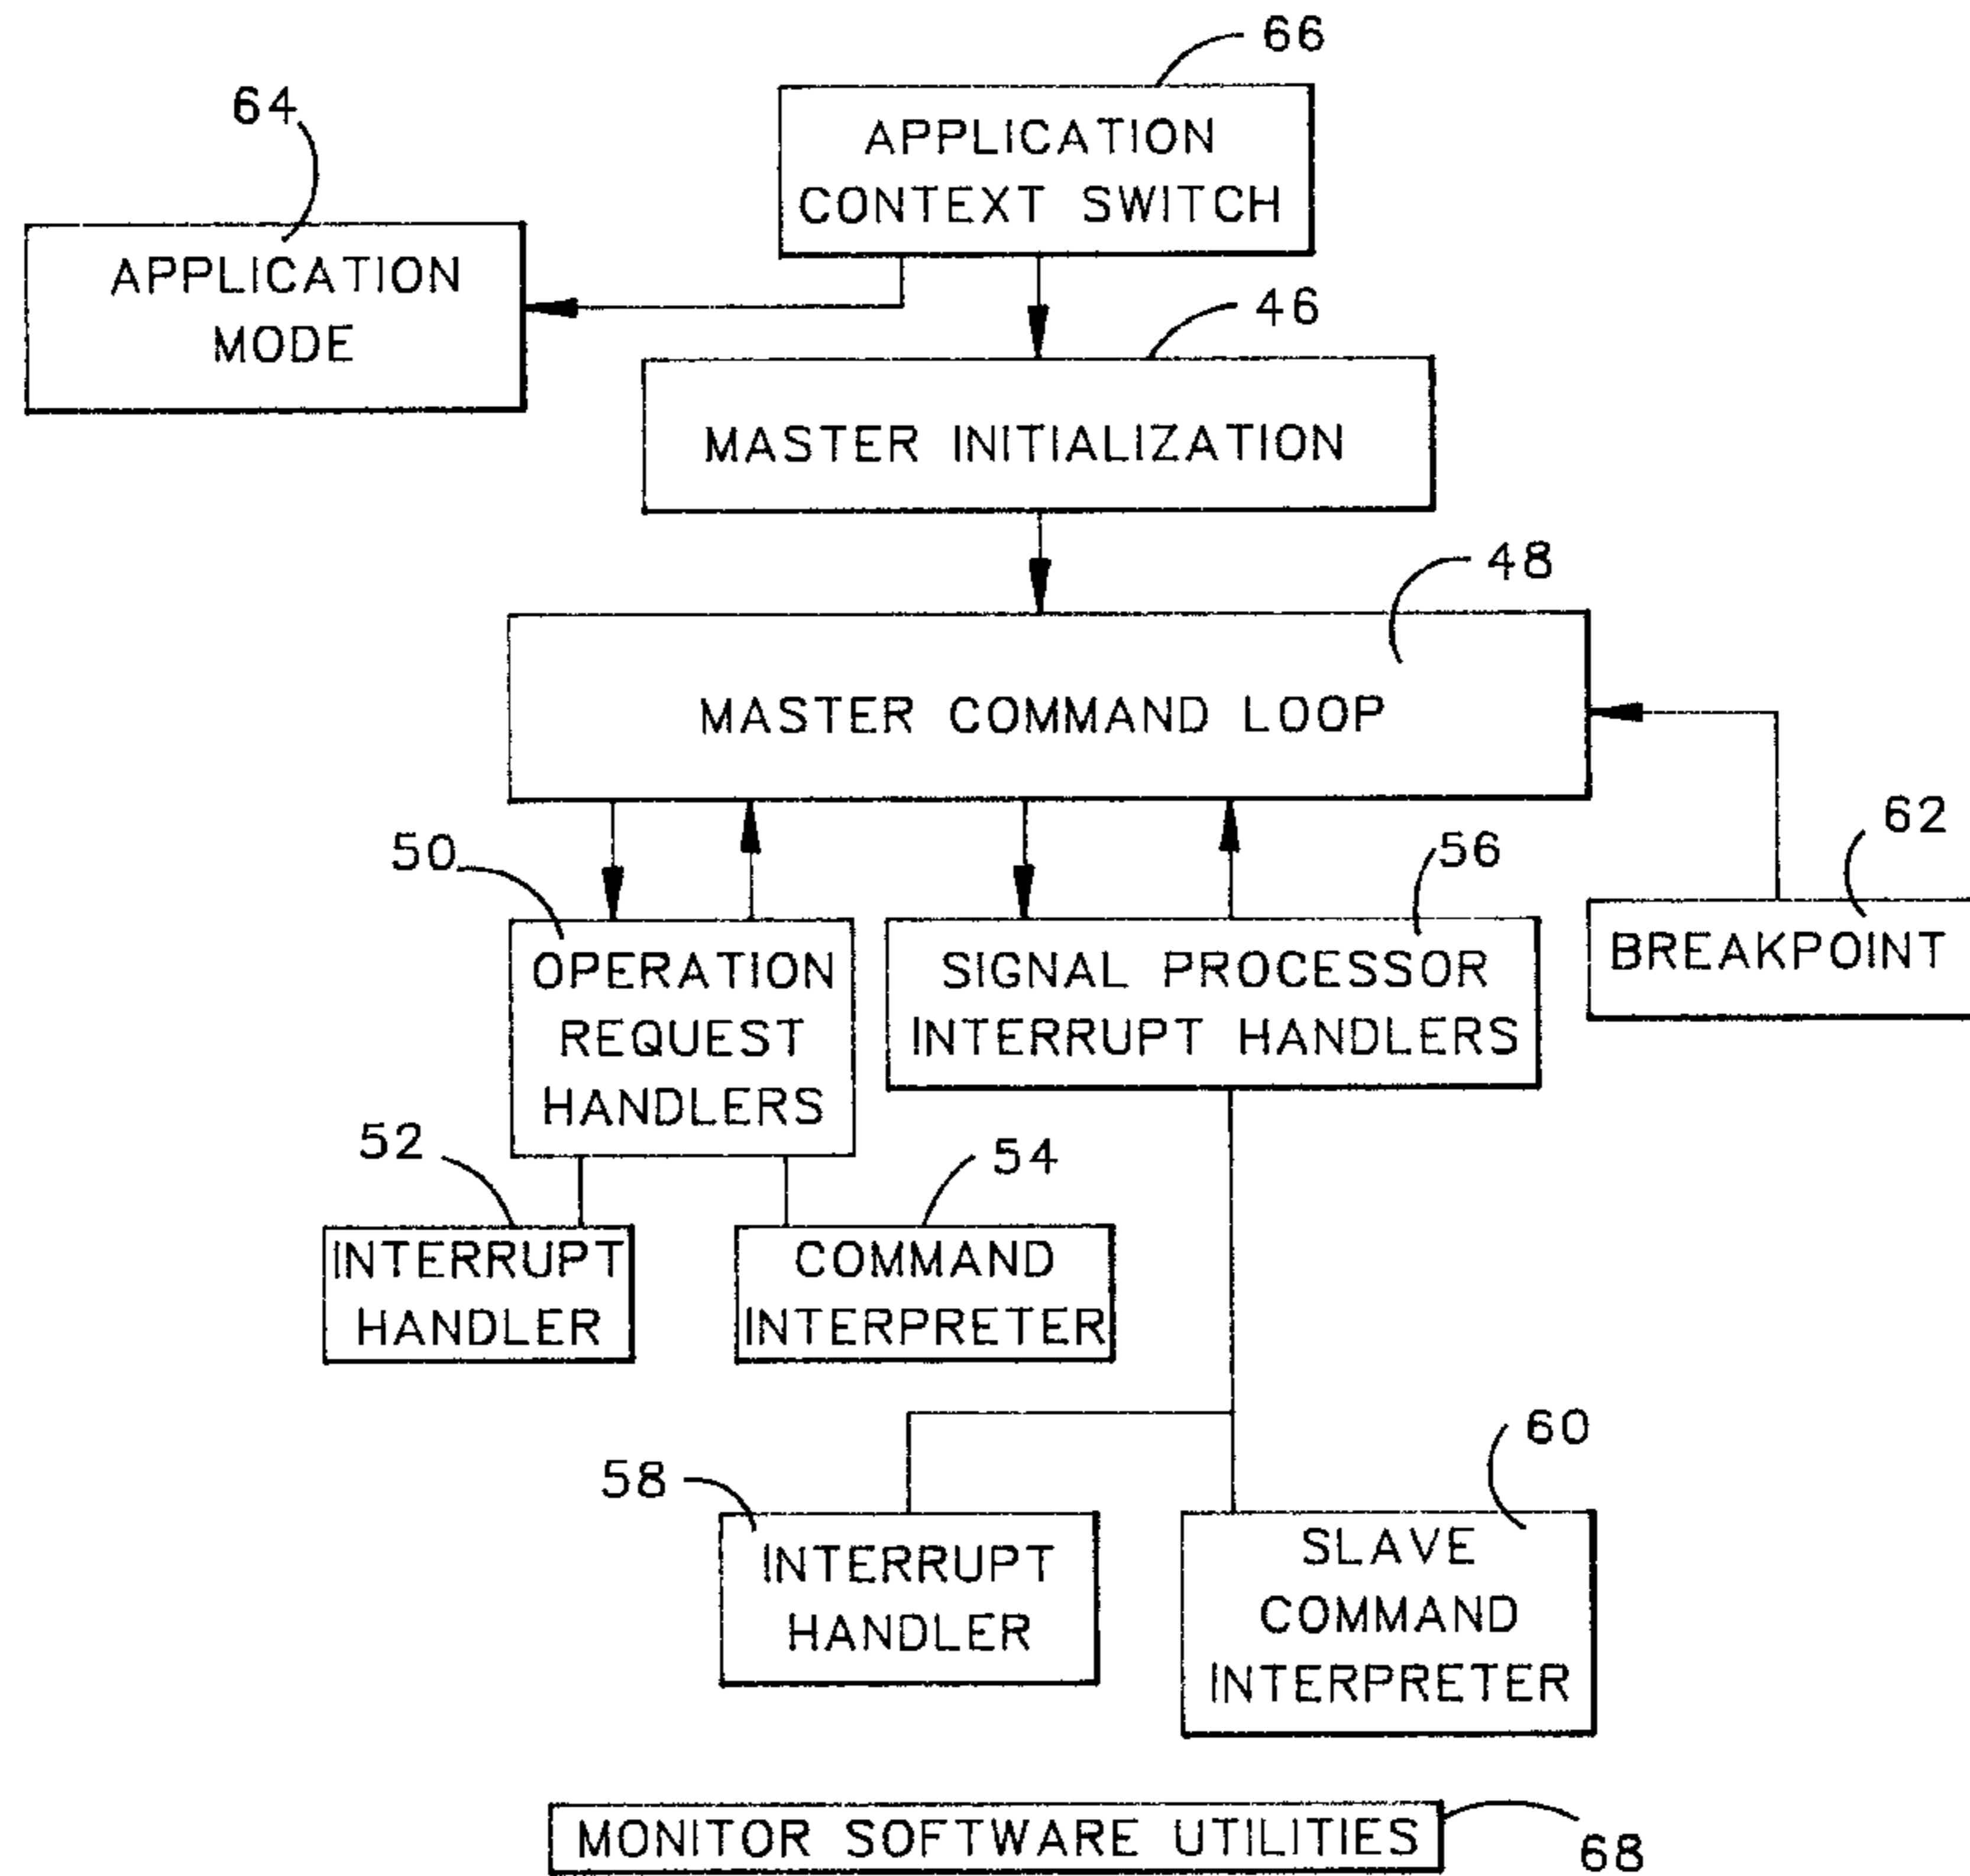 66
64
APPLICATION
CONTEXT SWITCH
APPLICATION
MODE
46
MASTER INITIALIZATION
48
MASTER COMMAND LOOP
62
50
56
OPERATION
REQUEST
HANDLERS
SIGNAL PROCESSOR
INTERRUPT HANDLERS
BREAKPOINT
52
54
INTERRUPT
HANDLER
COMMAND
INTERPRETER
60
58
INTERRUPT
HANDLER
SLAVE
COMMAND
INTERPRETER
MONITOR SOFTWARE UTILITIES
68